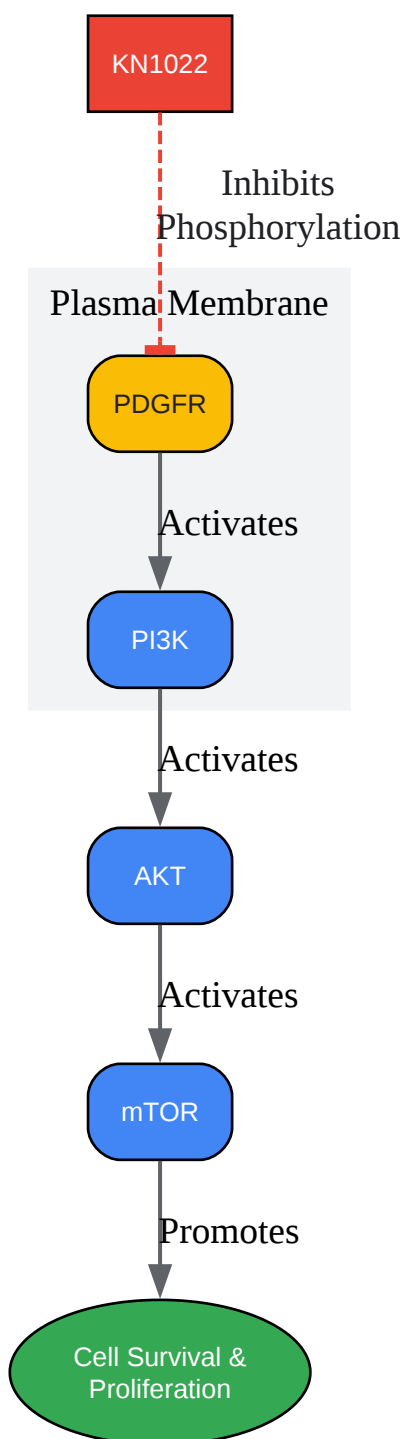 KN1022
Inhibits
Phosphorylation
Plasma Membrane
PDGFR
Activates
PI3K
Activates
AKT
Activates
mTOR
Promotes
Cell Survival &
Proliferation